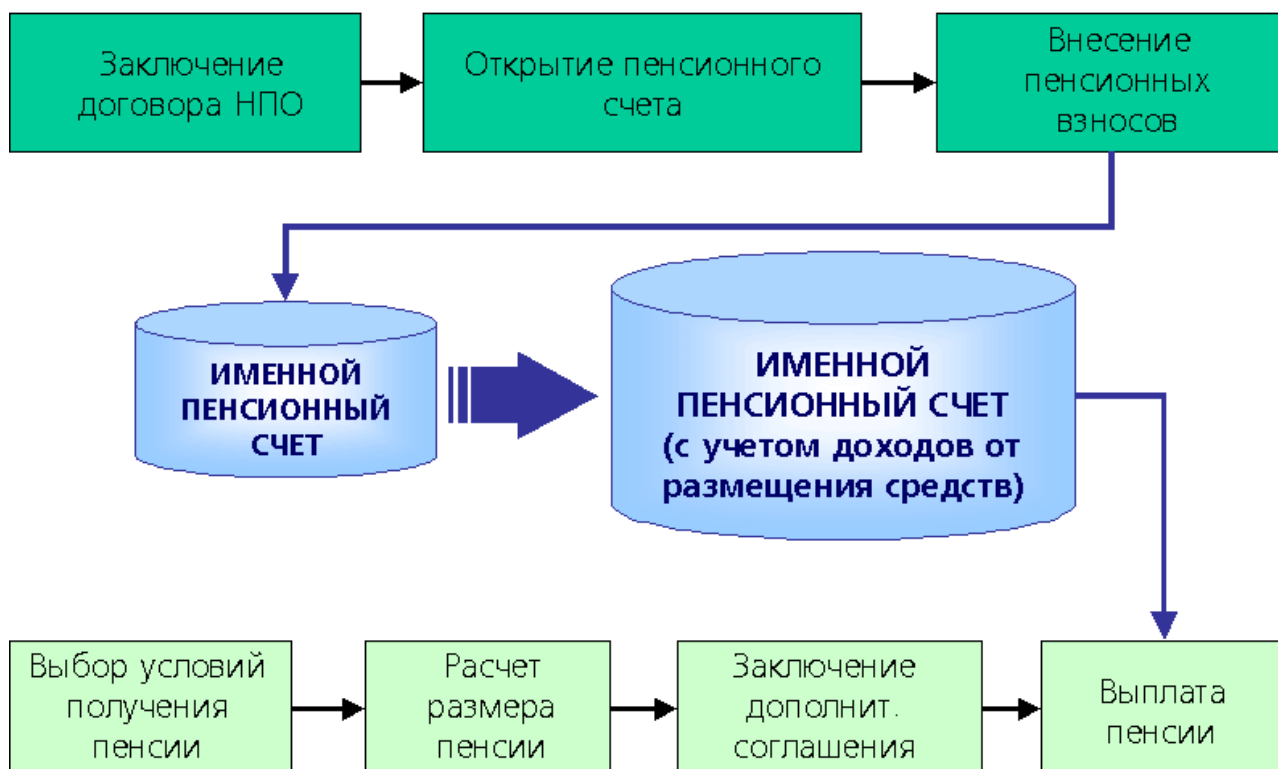 Заключение
договора НПО
Открытие пенсионного
счета
Внесение
пенсионных
взносов
ИМЕННОЙ
ПЕНСИОННЫЙ
СЧЕТ
ИМЕННОЙ
ПЕНСИОННЫЙ СЧЕТ
(с учетом доходов от
размещения средств)
Выбор условий
получения
пенсии
Расчет
размера
пенсии
Заключение
дополнит.
соглашения
Выплата
пенсии